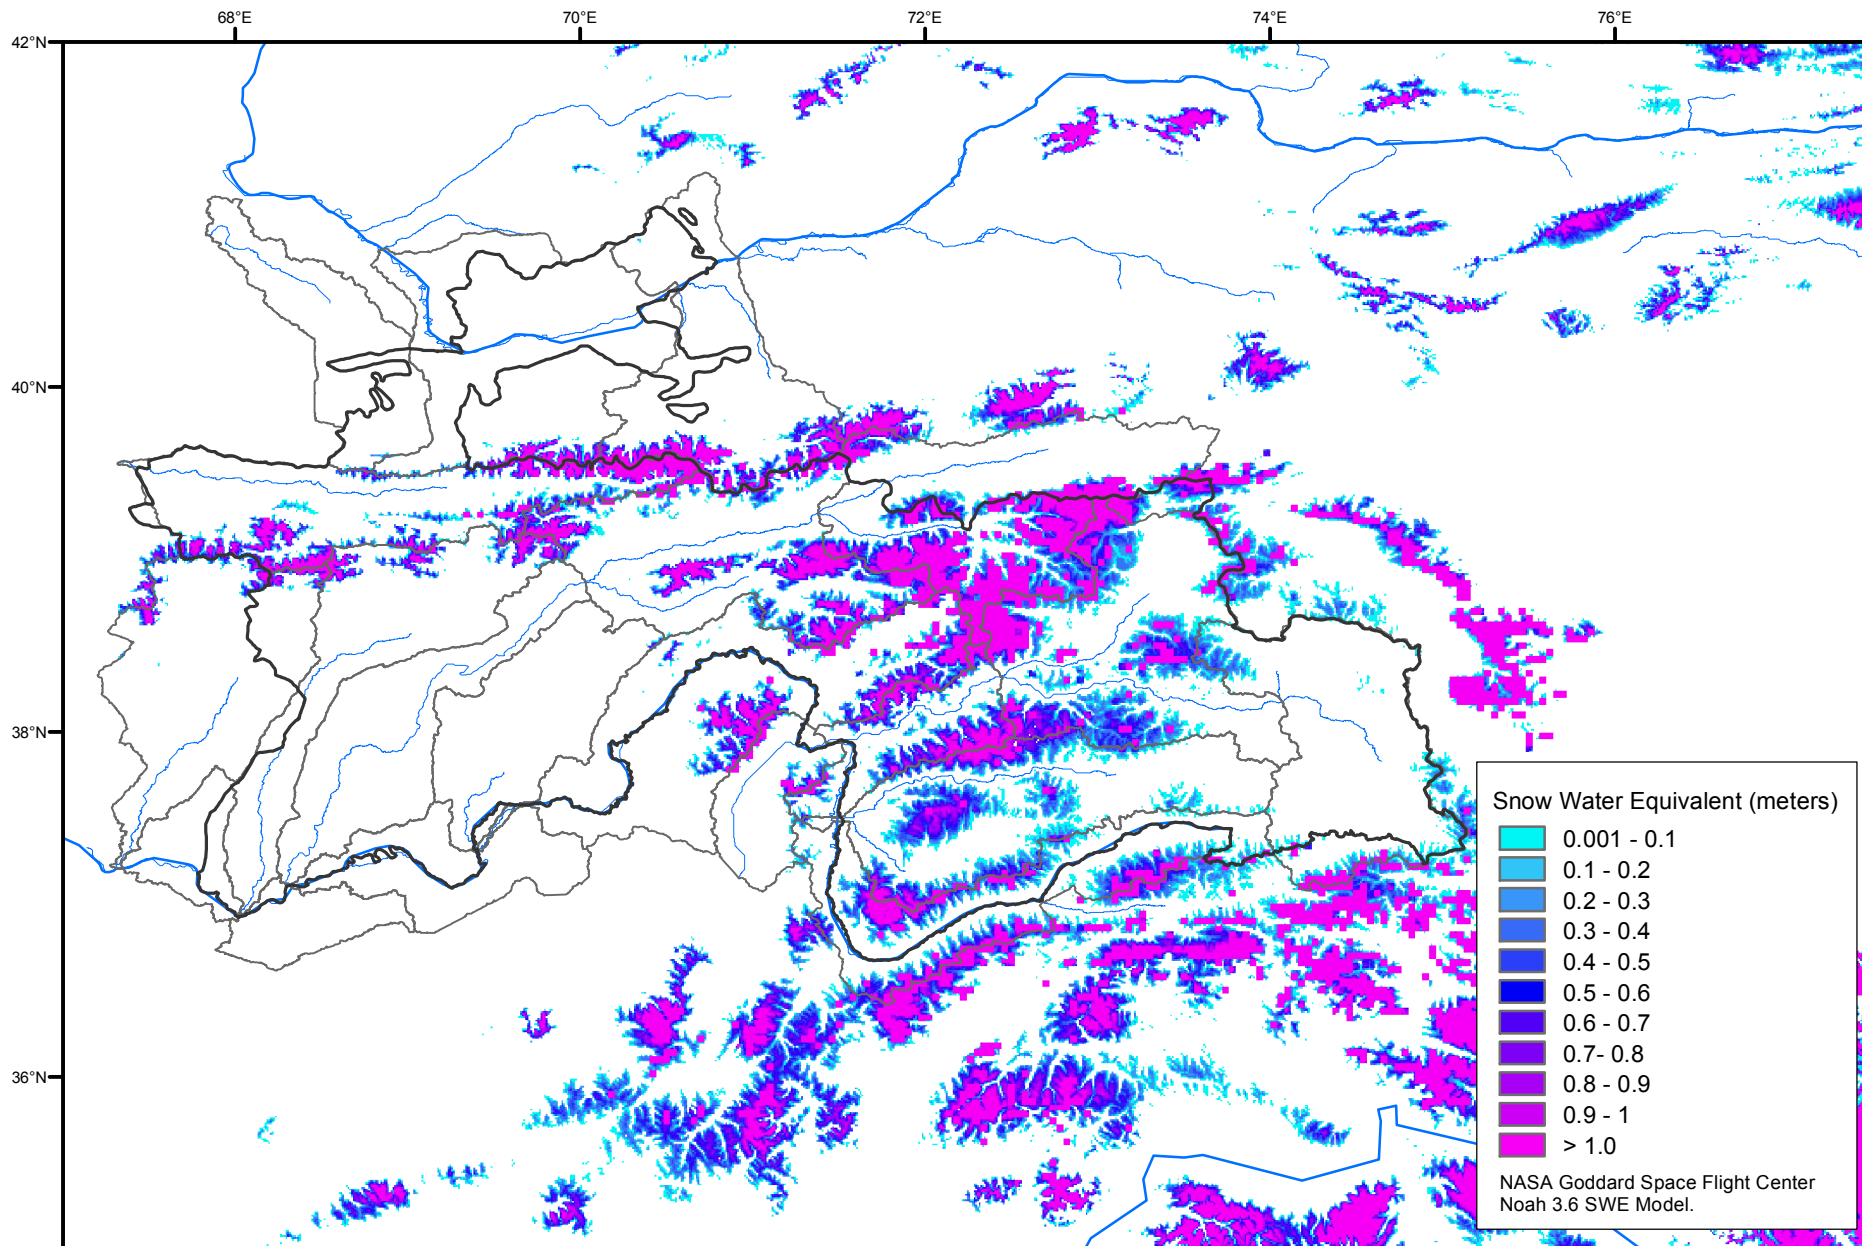 68°E
70°E
72°E
74°E
76°E
42°N
40°N
38°N
36°N
Snow Water Equivalent (meters)
0.001 - 0.1
0.1 - 0.2
0.2 - 0.3
0.3 - 0.4
0.4 - 0.5
0.5 - 0.6
0.6 - 0.7
0.7- 0.8
0.8 - 0.9
0.9 - 1
> 1.0
NASA Goddard Space Flight Center
Noah 3.6 SWE Model.